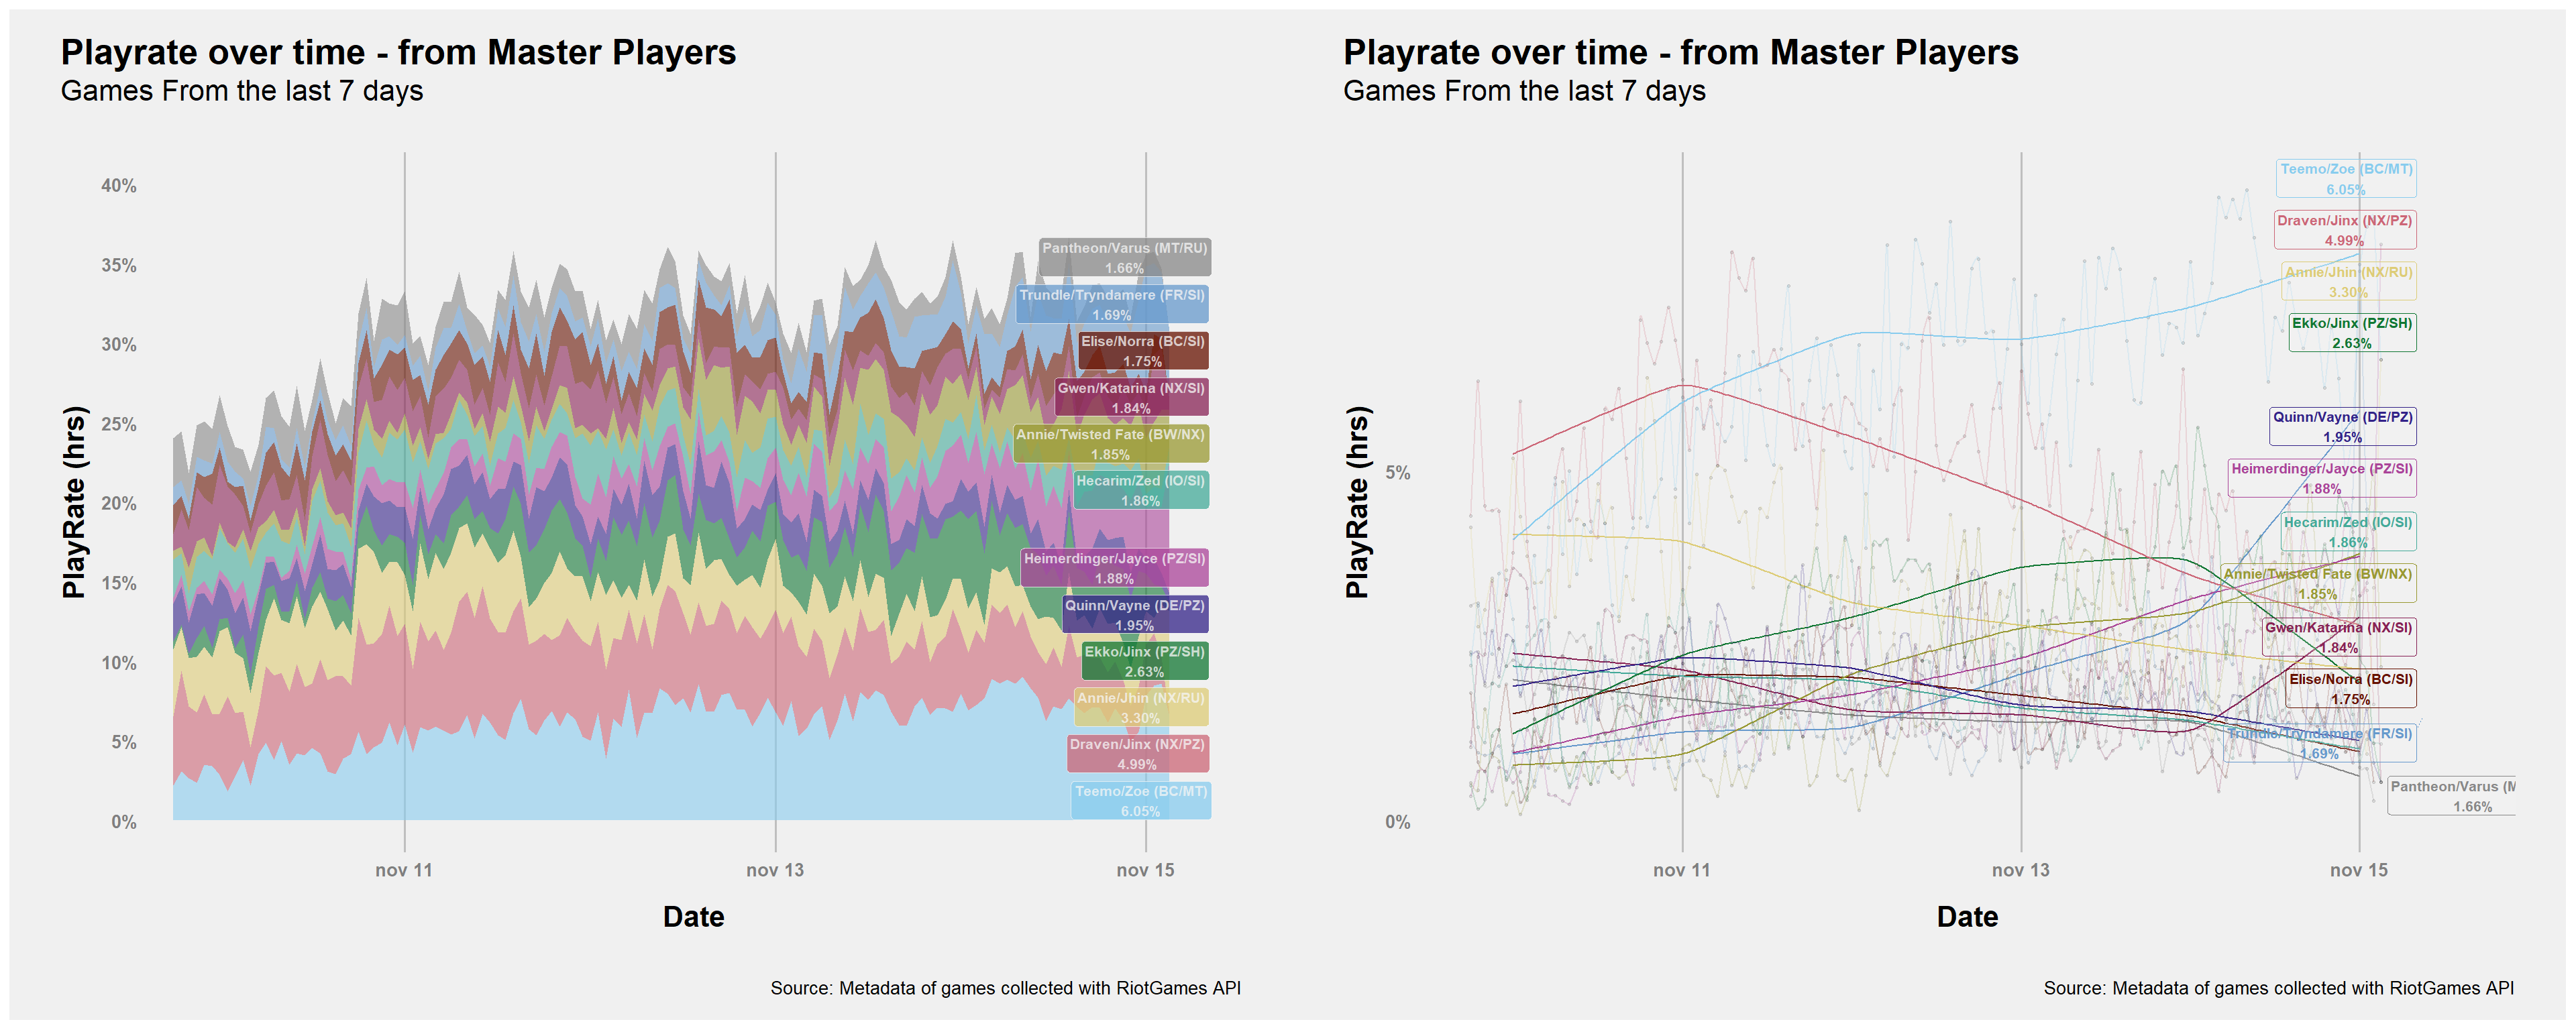 Playrate over time - from Master Players
Games From the last 7 days
PlayRate (hrs)
40%
35%
30%
25%
20%
15%
10%
5%
0%
Pantheon/Varus (MT/RU)
1.66%
Trundle/Tryndamere (FR/SI)
1.69%
Elise/Norra (BC/SI)
1.75%
Gwen/Katarina (NX/SI)
1.84%
Annie/Twisted Fate (BW/NX)
1.85%
Hecarim/Zed (IO/SI)
1.86%
Heimerdinger/Jayce (PZ/SI)
1.88%
Quinn/Vayne (DE/PZ)
1.95%
Ekko/Jinx (PZ/SH)
2.63%
Annie/Jhin (NX/RU)
3.30%
Draven/Jinx (NX/PZ)
4.99%
Teemo/Zoe (BC/MT)
6.05%
nov 11
nov 13
nov 15
Date
Source: Metadata of games collected with RiotGames API
Playrate over time - from Master Players
Games From the last 7 days
PlayRate (hrs)
5%
0%
Teemo/Zoe (BC/MT)
6.05%
Draven/Jinx (NX/PZ)
4.99%
Annie/Jhin (NX/RU)
3.30%
Ekko/Jinx (PZ/SH)
2.63%
Quinn/Vayne (DE/PZ)
1.95%
Heimerdinger/Jayce (PZ/SI)
1.88%
Hecarim/Zed (IO/SI)
1.86%
Annie/Twisted Fate (BW/NX)
1.85%
Gwen/Katarina (NX/SI)
1.84%
Elise/Norra (BC/SI)
1.75%
Trundle/Tryndamere (FR/SI)
1.69%
Pantheon/Varus (M
1.66%
nov 11
nov 13
nov 15
Date
Source: Metadata of games collected with RiotGames API